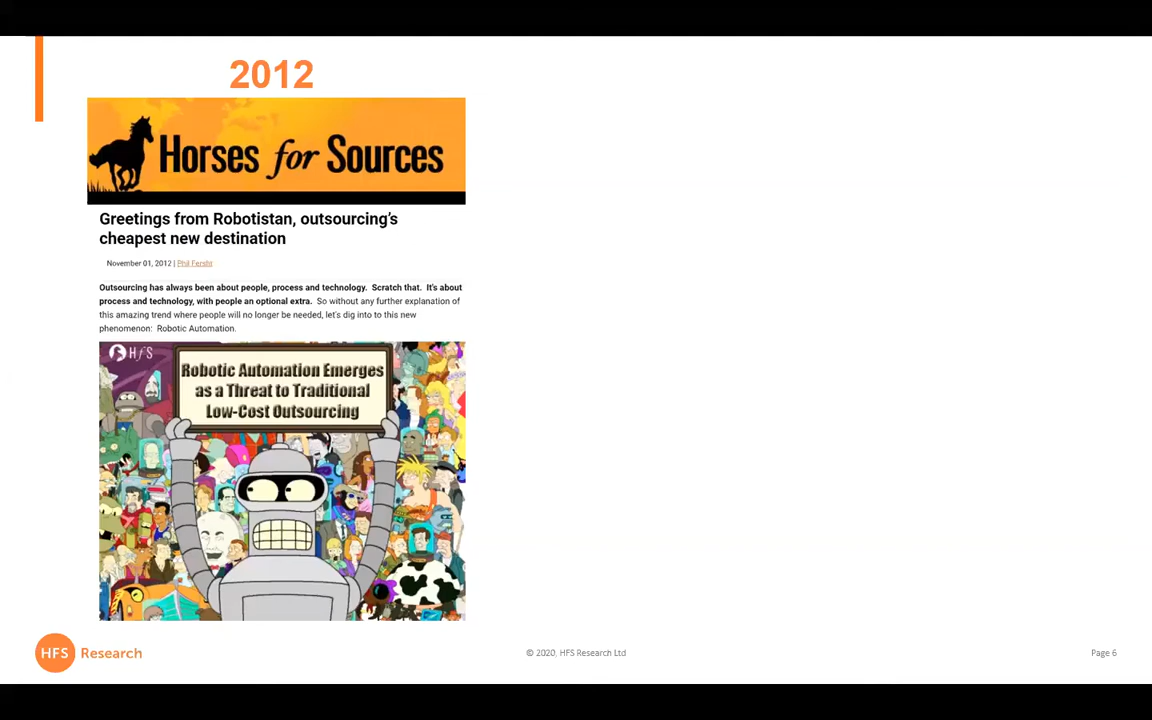 2012
Horses for Sources
Greetings from Robotistan, outsourcing's
cheapest new destination
November 01, 2012 | Phil Fersht
Outsourcing has always been about people, process and technology.  Scratch that.  It's about
process and technology, with people an optional extra.  So without any further explanation of
this amazing trend where people will no longer be needed, let's dig into to this new
phenomenon:  Robotic Automation.
HfS
Robotic Automation Emerges
as a Threat to Traditional
Low-Cost Outsourcing
HFS Research
© 2020, HFS Research Ltd
Page 6